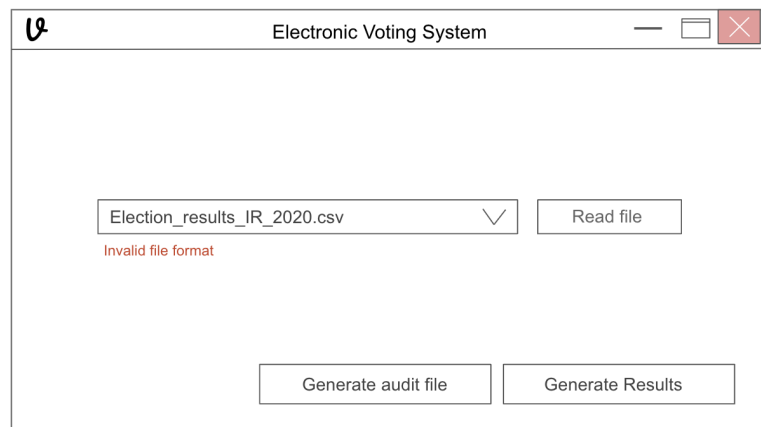 Electronic Voting System
Election_results_IR_2020.csv
Read file
Invalid file format
Generate audit file
Generate Results